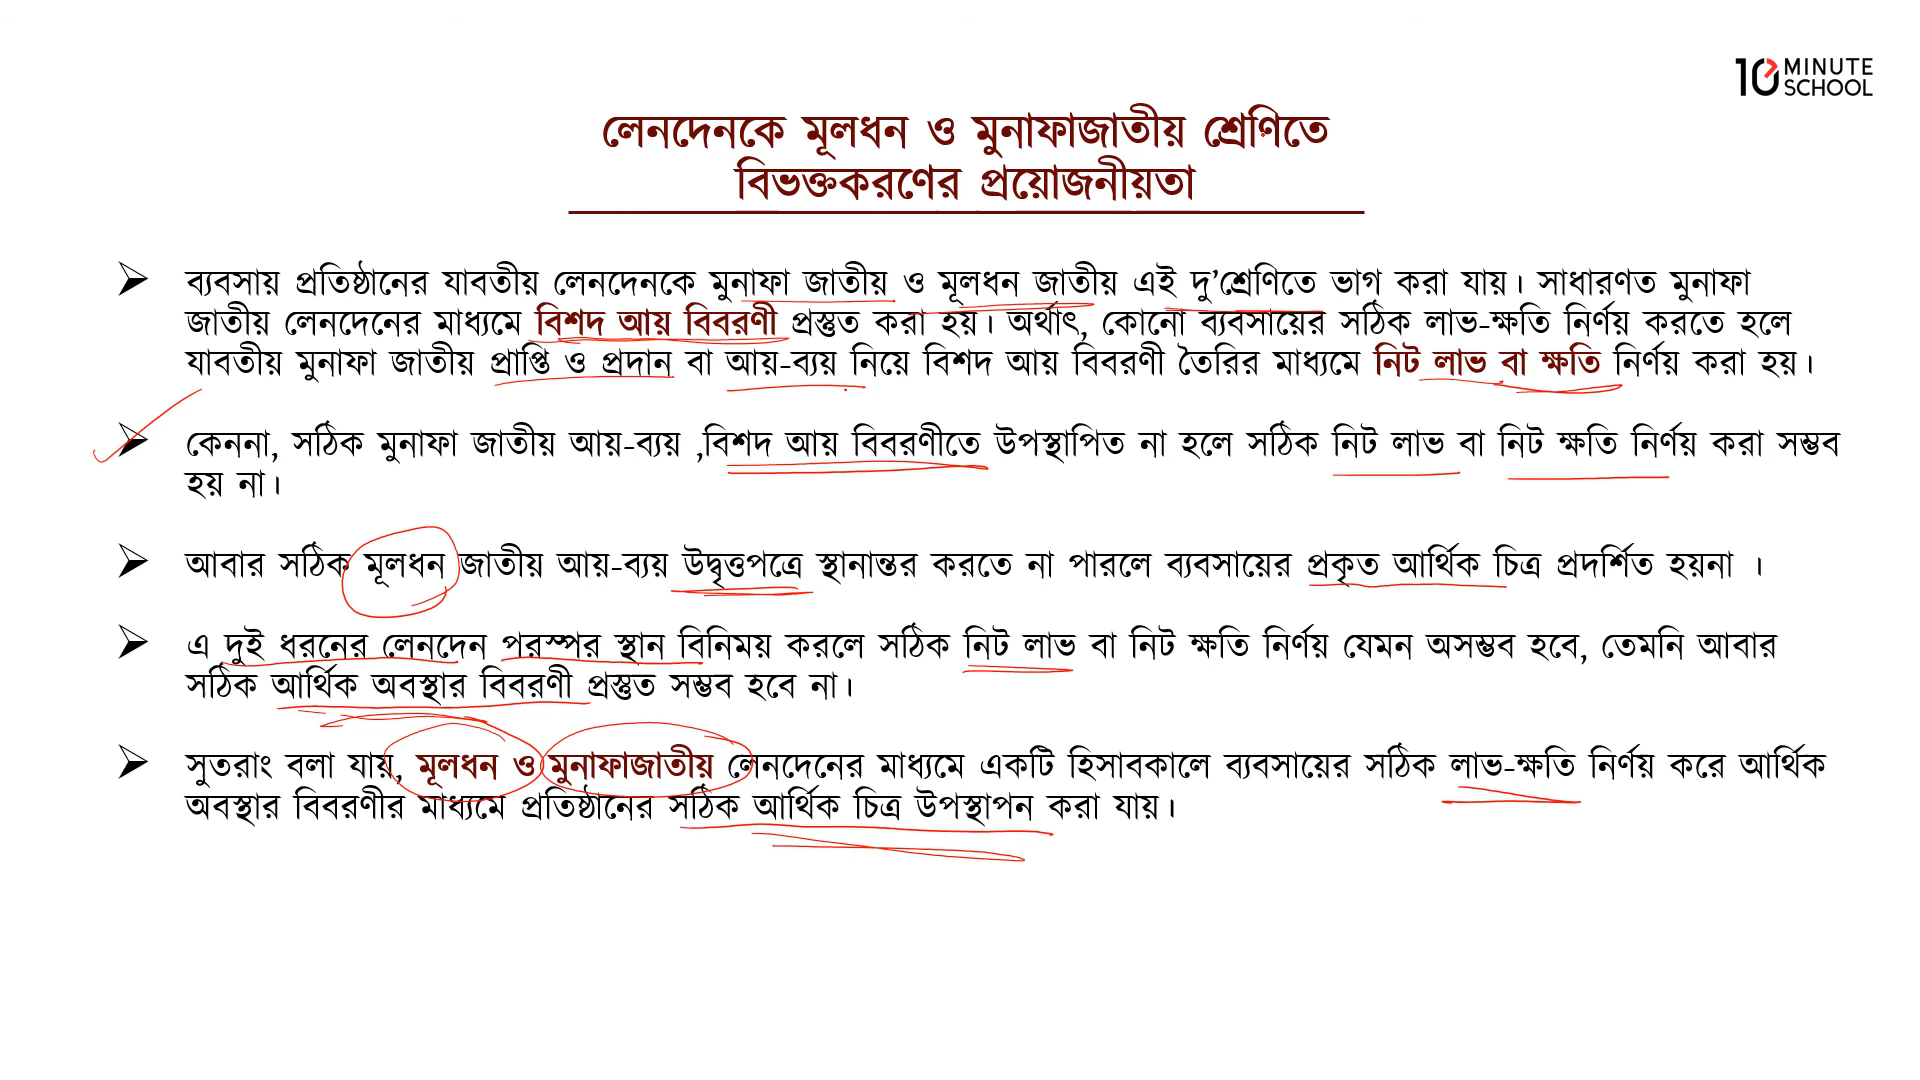 10 MINUTE SCHOOL
লেনদেনকে মূলধন ও মুনাফাজাতীয় শ্রেণিতে
বিভক্তকরণের প্রয়োজনীয়তা
ব্যবসায় প্রতিষ্ঠানের যাবতীয় লেনদেনকে মুনাফা জাতীয় ও মূলধন জাতীয় এই দু’শ্রেণিতে ভাগ করা যায়। সাধারণত মুনাফা
জাতীয় লেনদেনের মাধ্যমে বিশদ আয় বিবরণী প্রস্তুত করা হয়। অর্থাৎ, কোনো ব্যবসায়ের সঠিক লাভ-ক্ষতি নির্ণয় করতে হলে
যাবতীয় মুনাফা জাতীয় প্রাপ্তি ও প্রদান বা আয়-ব্যয় নিয়ে বিশদ আয় বিবরণী তৈরির মাধ্যমে নিট লাভ বা ক্ষতি নির্ণয় করা হয়।
কেননা, সঠিক মুনাফা জাতীয় আয়-ব্যয় ,বিশদ আয় বিবরণীতে উপস্থাপিত না হলে সঠিক নিট লাভ বা নিট ক্ষতি নির্ণয় করা সম্ভব
হয় না।
আবার সঠিক মূলধন জাতীয় আয়-ব্যয় উদ্বৃত্তপত্রে স্থানান্তর করতে না পারলে ব্যবসায়ের প্রকৃত আর্থিক চিত্র প্রদর্শিত হয়না ।
এ দুই ধরনের লেনদেন পরস্পর স্থান বিনিময় করলে সঠিক নিট লাভ বা নিট ক্ষতি নির্ণয় যেমন অসম্ভব হবে, তেমনি আবার
সঠিক আর্থিক অবস্থার বিবরণী প্রস্তুত সম্ভব হবে না।
সুতরাং বলা যায়, মূলধন ও মুনাফাজাতীয় লেনদেনের মাধ্যমে একটি হিসাবকালে ব্যবসায়ের সঠিক লাভ-ক্ষতি নির্ণয় করে আর্থিক
অবস্থার বিবরণীর মাধ্যমে প্রতিষ্ঠানের সঠিক আর্থিক চিত্র উপস্থাপন করা যায়।